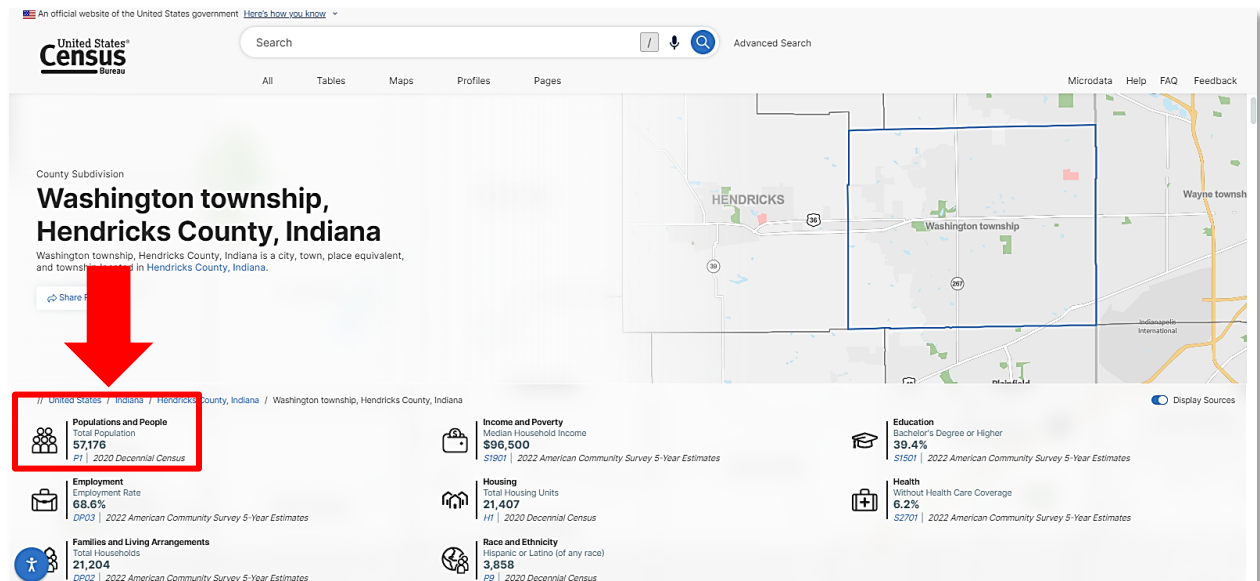 An official website of the United States government Here's how you know
United States®
Census
Bureau
Search
/
Advanced Search
All Tables Maps Profiles Pages
Microdata Help FAQ Feedback
County Subdivision
Washington township,
Hendricks County, Indiana
Washington township, Hendricks County, Indiana is a city, town, place equivalent,
and township located in Hendricks County, Indiana.
Share
HENDRICKS
36
Washington township
Wayne townsh
39
267
Indianapolis
International
Plainfield
// United States / Indiana / Hendricks County, Indiana / Washington township, Hendricks County, Indiana
Display Sources
Populations and People
Total Population
57,176
P1 | 2020 Decennial Census
Income and Poverty
Median Household Income
$96,500
S1901 | 2022 American Community Survey 5-Year Estimates
Education
Bachelor's Degree or Higher
39.4%
S1501 | 2022 American Community Survey 5-Year Estimates
Employment
Employment Rate
68.6%
DP03 | 2022 American Community Survey 5-Year Estimates
Housing
Total Housing Units
21,407
H1 | 2020 Decennial Census
Health
Without Health Care Coverage
6.2%
S2701 | 2022 American Community Survey 5-Year Estimates
Families and Living Arrangements
Total Households
21,204
DP02 | 2022 American Community Survey 5-Year Estimates
Race and Ethnicity
Hispanic or Latino (of any race)
3,858
P9 | 2020 Decennial Census